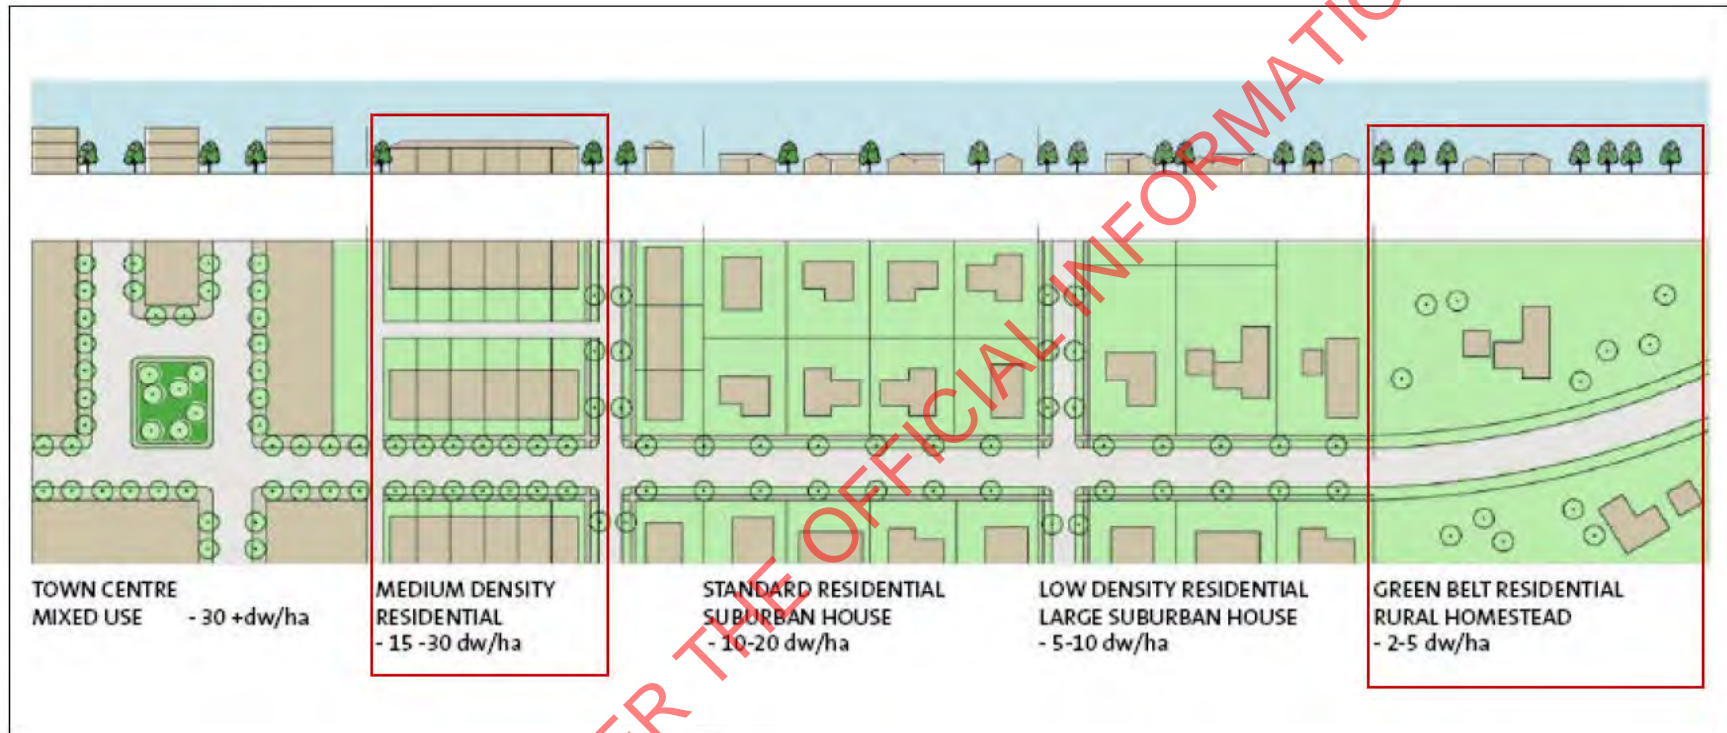 TOWN CENTRE
MIXED USE - 30 +dw/ha
MEDIUM DENSITY
RESIDENTIAL
- 15 -30 dw/ha
STANDARD RESIDENTIAL
SUBURBAN HOUSE
- 10-20 dw/ha
LOW DENSITY RESIDENTIAL
LARGE SUBURBAN HOUSE
- 5-10 dw/ha
GREEN BELT RESIDENTIAL
RURAL HOMESTEAD
- 2-5 dw/ha
THE OFFICIAL